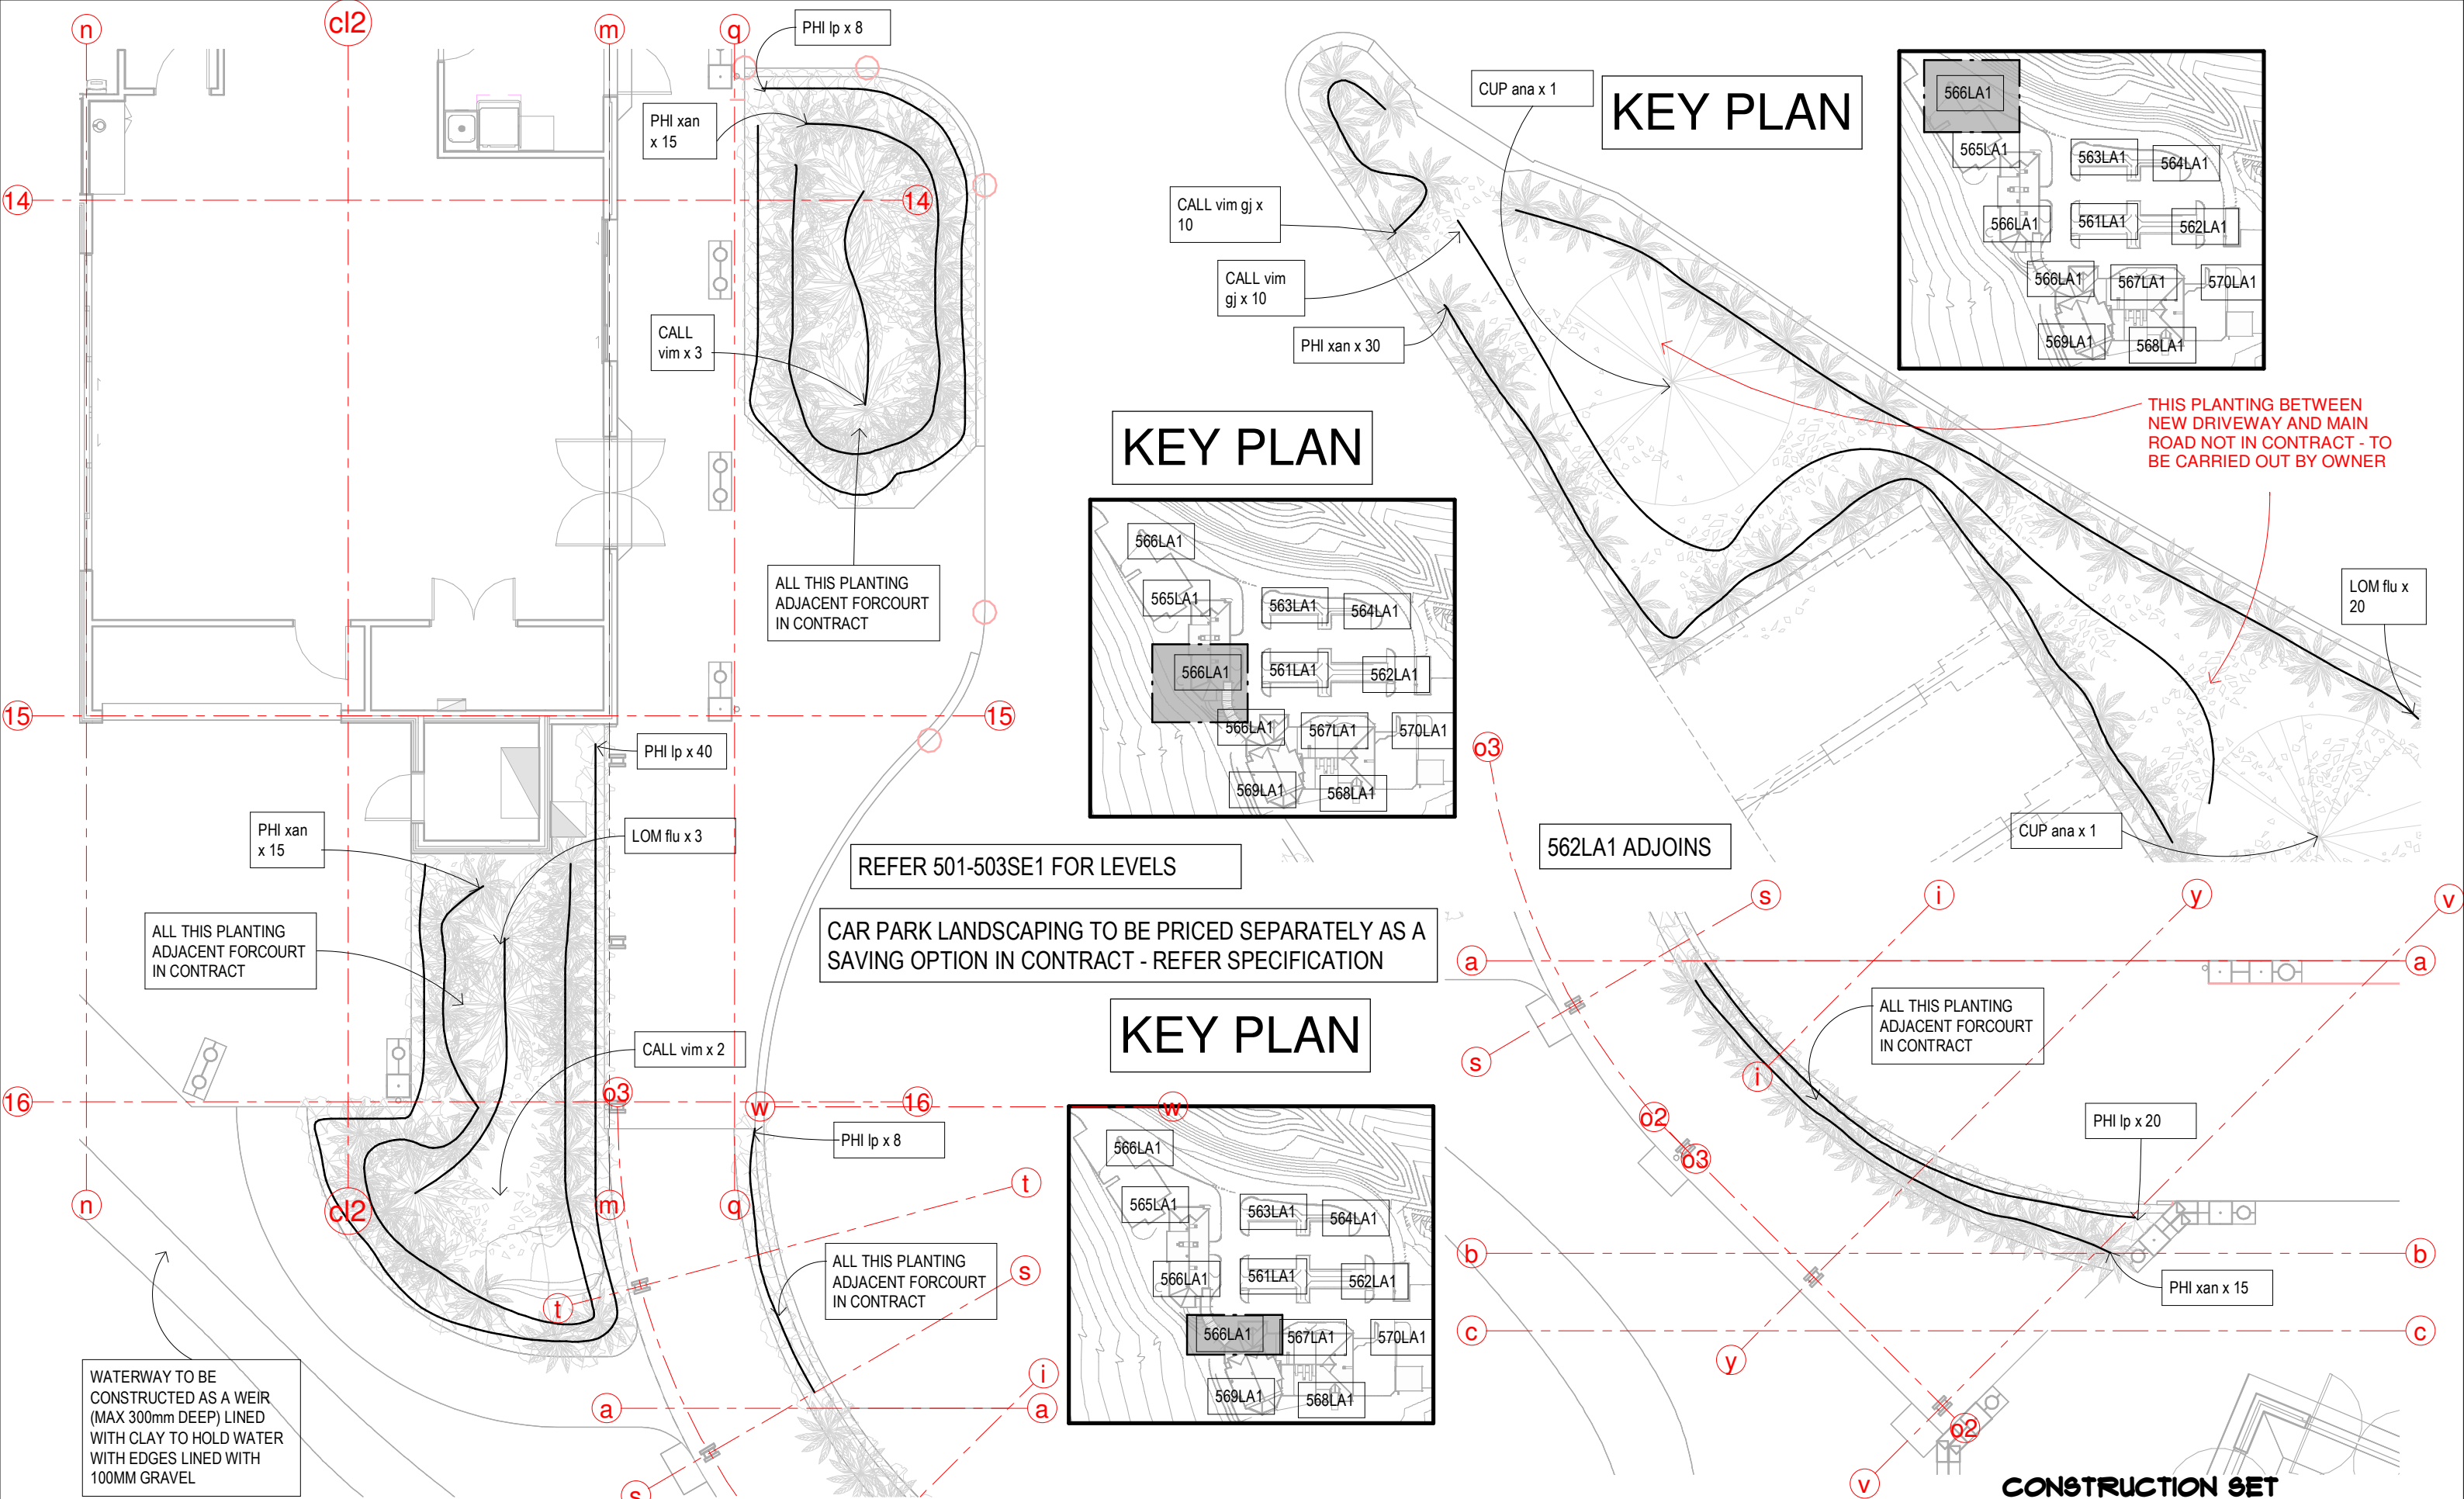 n
cl2
m
q
PHI lp x 8
PHI xan
x 15
14
14
CALL
vim x 3
ALL THIS PLANTING
ADJACENT FORCOURT
IN CONTRACT
15
15
PHI lp x 40
PHI xan
x 15
LOM flu x 3
ALL THIS PLANTING
ADJACENT FORCOURT
IN CONTRACT
CALL vim x 2
16
o3
w
16
w
PHI lp x 8
n
cl2
m
q
t
ALL THIS PLANTING
ADJACENT FORCOURT
IN CONTRACT
s
t
i
a
a
s
WATERWAY TO BE
CONSTRUCTED AS A WEIR
(MAX 300mm DEEP) LINED
WITH CLAY TO HOLD WATER
WITH EDGES LINED WITH
100MM GRAVEL
CUP ana x 1
KEY PLAN
566LA1
565LA1
563LA1
564LA1
566LA1
561LA1
562LA1
566LA1
567LA1
570LA1
569LA1
568LA1
CALL vim gj x
10
CALL vim
gj x 10
PHI xan x 30
THIS PLANTING BETWEEN
NEW DRIVEWAY AND MAIN
ROAD NOT IN CONTRACT - TO
BE CARRIED OUT BY OWNER
LOM flu x
20
CUP ana x 1
KEY PLAN
566LA1
565LA1
563LA1
564LA1
566LA1
561LA1
562LA1
566LA1
567LA1
570LA1
569LA1
568LA1
REFER 501-503SE1 FOR LEVELS
CAR PARK LANDSCAPING TO BE PRICED SEPARATELY AS A
SAVING OPTION IN CONTRACT - REFER SPECIFICATION
KEY PLAN
566LA1
565LA1
563LA1
564LA1
566LA1
561LA1
562LA1
566LA1
567LA1
570LA1
569LA1
568LA1
o3
562LA1 ADJOINS
s
i
y
v
a
a
ALL THIS PLANTING
ADJACENT FORCOURT
IN CONTRACT
s
i
o2
o3
PHI lp x 20
b
b
PHI xan x 15
c
c
y
o2
v
CONSTRUCTION SET